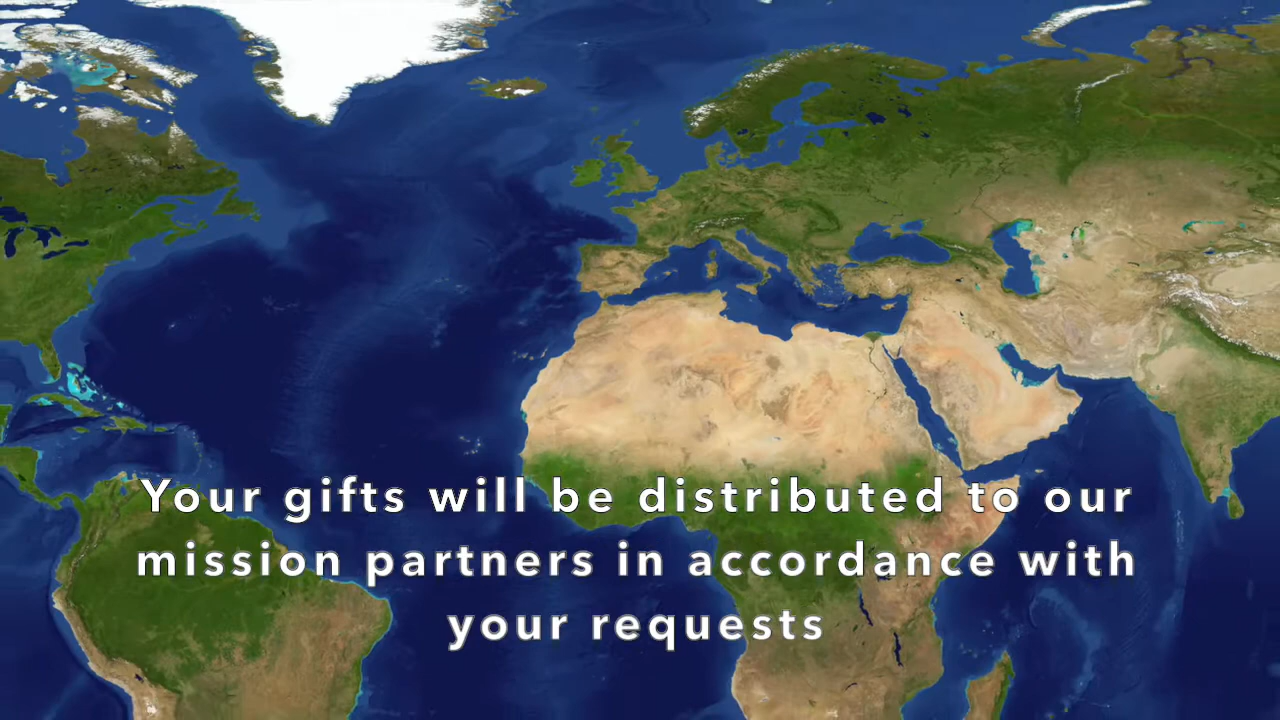 Your gifts will be distributed to our
mission partners in accordance with
your requests